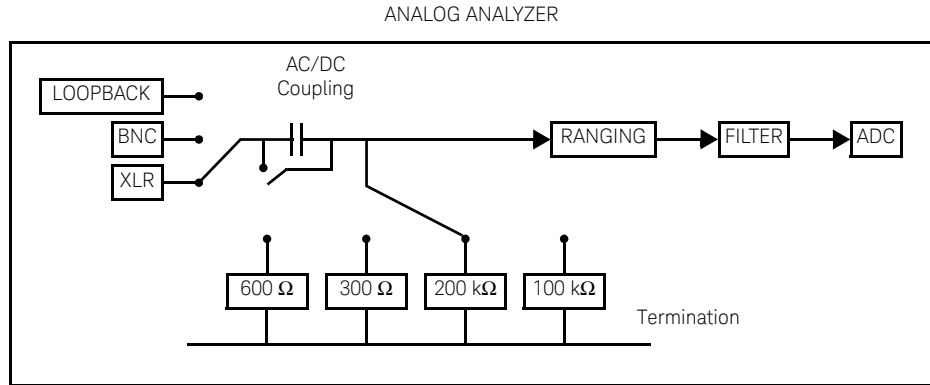 ANALOG ANALYZER
AC/DC
Coupling
LOOPBACK
BNC
XLR
RANGING
FILTER
ADC
600 Ω
300 Ω
200 kΩ
100 kΩ
Termination